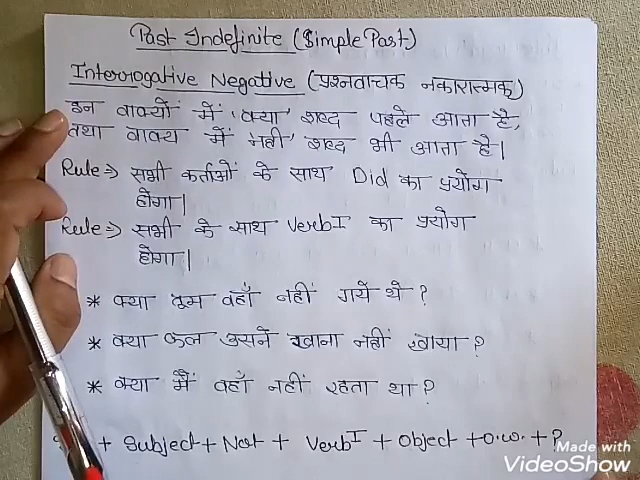 Past Indefinite (Simple Past)
Interrogative Negative (प्रश्नवाचक नकारात्मक)
इन वाक्यों में 'क्या' शब्द पहले आता है,
तथा वाक्य में 'नहीं' शब्द भी आता है।
Rule⇒ सभी कर्ताओं के साथ Did का प्रयोग
होगा।
Rule⇒ सभी के साथ Verb I का प्रयोग
होगा।
* क्या तुम वहाँ नहीं गये थे ?
* क्या कल उसने खाना नहीं खाया ?
* क्या मैं वहाँ नहीं रहता था ?
+ Subject + Not + Verb I + Object + O.W. + ?
Made with
VideoShow